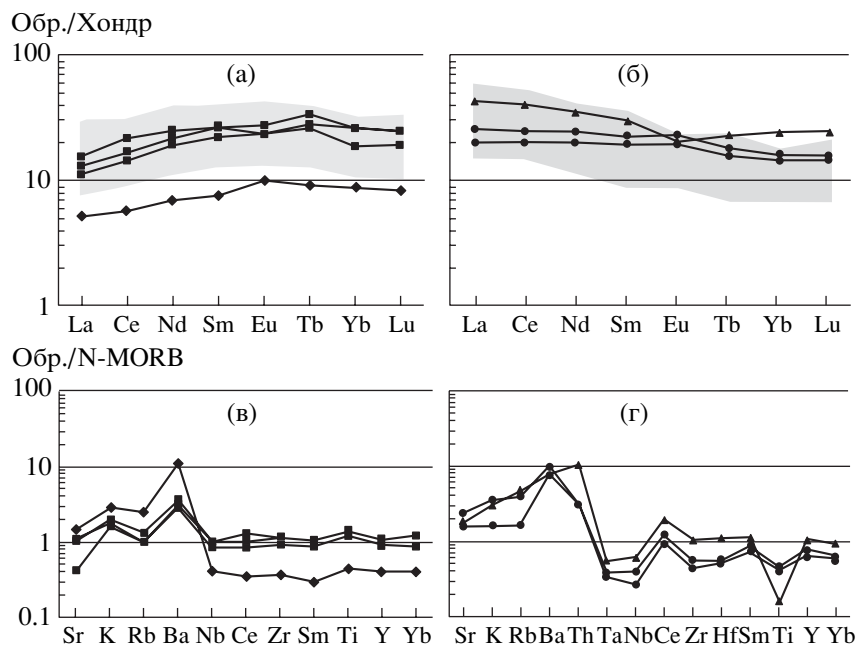 Обр./Хондр
100
(а)
(б)
10
1
La Ce Nd Sm Eu Tb Yb Lu
La Ce Nd Sm Eu Tb Yb Lu
Обр./N-MORB
100
(в)
(г)
10
1
0.1
Sr K Rb Ba Nb Ce Zr Sm Ti Y Yb
Sr K Rb Ba Th Ta Nb Ce Zr Hf Sm Ti Y Yb